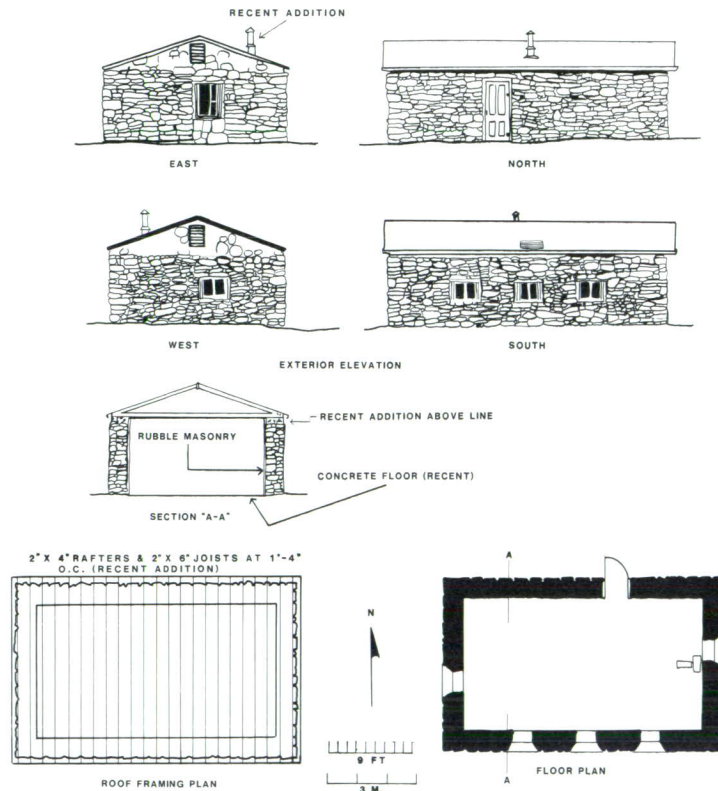 RECENT ADDITION
EAST
NORTH
WEST
SOUTH
EXTERIOR ELEVATION
RECENT ADDITION ABOVE LINE
RUBBLE MASONRY
CONCRETE FLOOR (RECENT)
SECTION "A-A"
2" X 4" RAFTERS & 2" X 6" JOISTS AT 1"-4"
O.C. (RECENT ADDITION)
A
N
9 FT
3 M
A
ROOF FRAMING PLAN
FLOOR PLAN